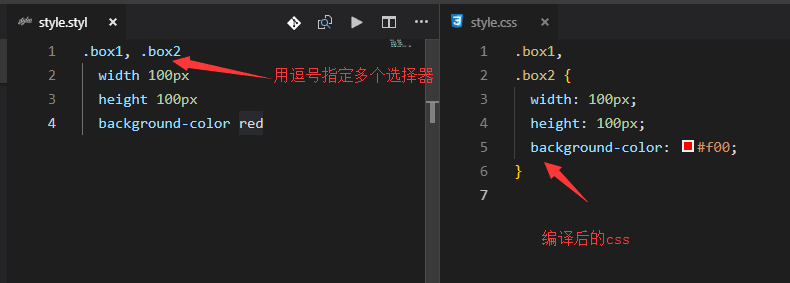 style.styl
style.css
1 .box1, .box2
2 width 100px
3 height 100px
4 background-color red
用逗号指定多个选择器
1 .box1,
2 .box2 {
3 width: 100px;
4 height: 100px;
5 background-color: #f00;
6 }
7
编译后的css